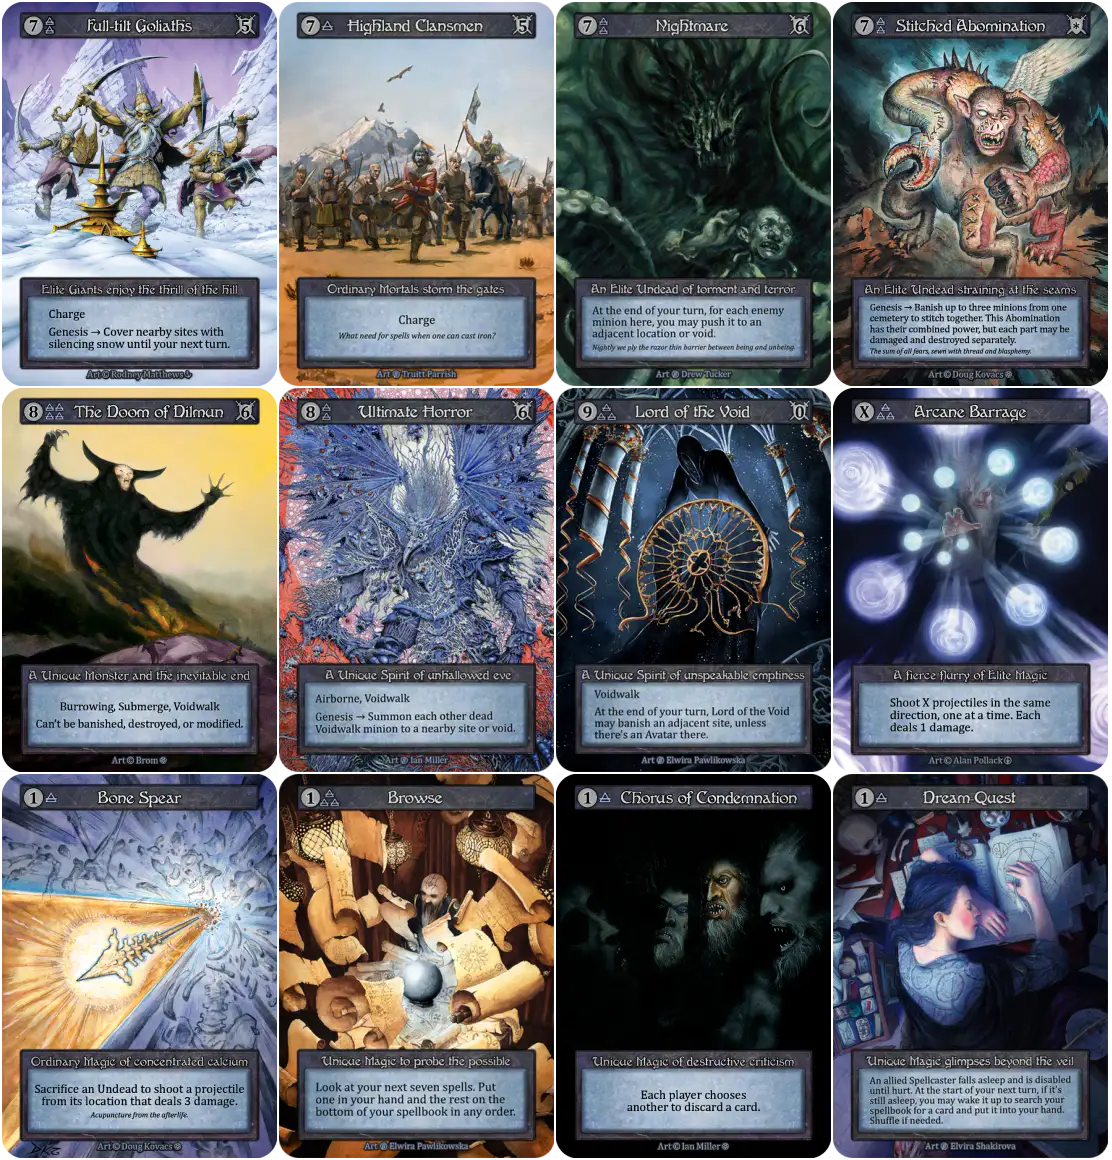 7 Full-tilt Goliaths 5
Elite Giants enjoy the thrill of the hill
Charge
Genesis → Cover nearby sites with
silencing snow until your next turn.
Art © Rodney Matthews
7 Highland Clansmen 5
Ordinary Mortals storm the gates
Charge
What need for spells when one can cast iron?
Art @ Truitt Parrish
7 Nightmare 6
An Elite Undead of torment and terror
At the end of your turn, for each enemy
minion here, you may push it to an
adjacent location or void.
Nightly we ply the razor thin barrier between being and unbeing.
Art @ Drew Tucker
7 Stitched Abomination *
An Elite Undead straining at the seams
Genesis → Banish up to three minions from one
cemetery to stitch together. This Abomination
has their combined power, but each part may be
damaged and destroyed separately.
The sum of all fears, sewn with thread and blasphemy.
Art © Doug Kovacs
8 The Doom of Dilmun 6
A Unique Monster and the inevitable end
Burrowing, Submerge, Voidwalk
Can't be banished, destroyed, or modified.
Art © Brom
8 Ultimate Horror 6
A Unique Spirit of unhallowed eve
Airborne, Voidwalk
Genesis → Summon each other dead
Voidwalk minion to a nearby site or void.
Art @ Ian Miller
9 Lord of the Void 0
A Unique Spirit of unspeakable emptiness
Voidwalk
At the end of your turn, Lord of the Void
may banish an adjacent site, unless
there's an Avatar there.
Art @ Elwira Pawlikowska
X Arcane Barrage
A fierce flurry of Elite Magic
Shoot X projectiles in the same
direction, one at a time. Each
deals 1 damage.
Art © Alan Pollack
1 Bone Spear
Ordinary Magic of concentrated calcium
Sacrifice an Undead to shoot a projectile
from its location that deals 3 damage.
Acupuncture from the afterlife.
Art © Doug Kovacs
1 Browse
Unique Magic to probe the possible
Look at your next seven spells. Put
one in your hand and the rest on the
bottom of your spellbook in any order.
Art @ Elwira Pawlikowska
1 Chorus of Condemnation
Unique Magic of destructive criticism
Each player chooses
another to discard a card.
Art © Ian Miller
1 Dream-Quest
Unique Magic glimpses beyond the veil
An allied Spellcaster falls asleep and is disabled
until hurt. At the start of your next turn, if it's
still asleep, you may wake it up to search your
spellbook for a card and put it into your hand.
Shuffle if needed.
Art @ Elvira Shakirova